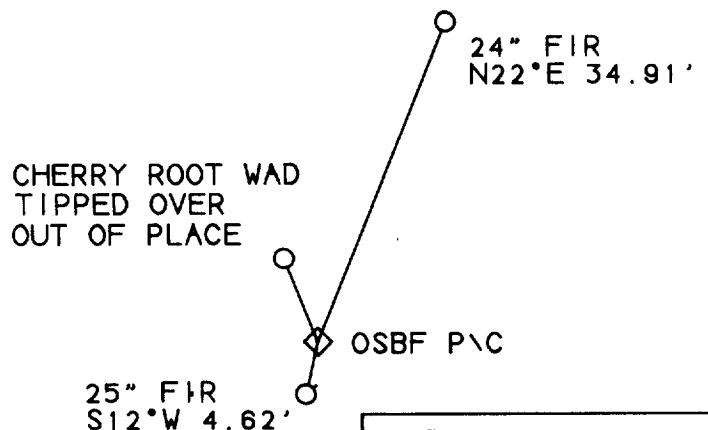 24" FIR
N22°E 34.91'
CHERRY ROOT WAD
TIPPED OVER
OUT OF PLACE
OSBF P\C
25" FIR
S12°W 4.62'